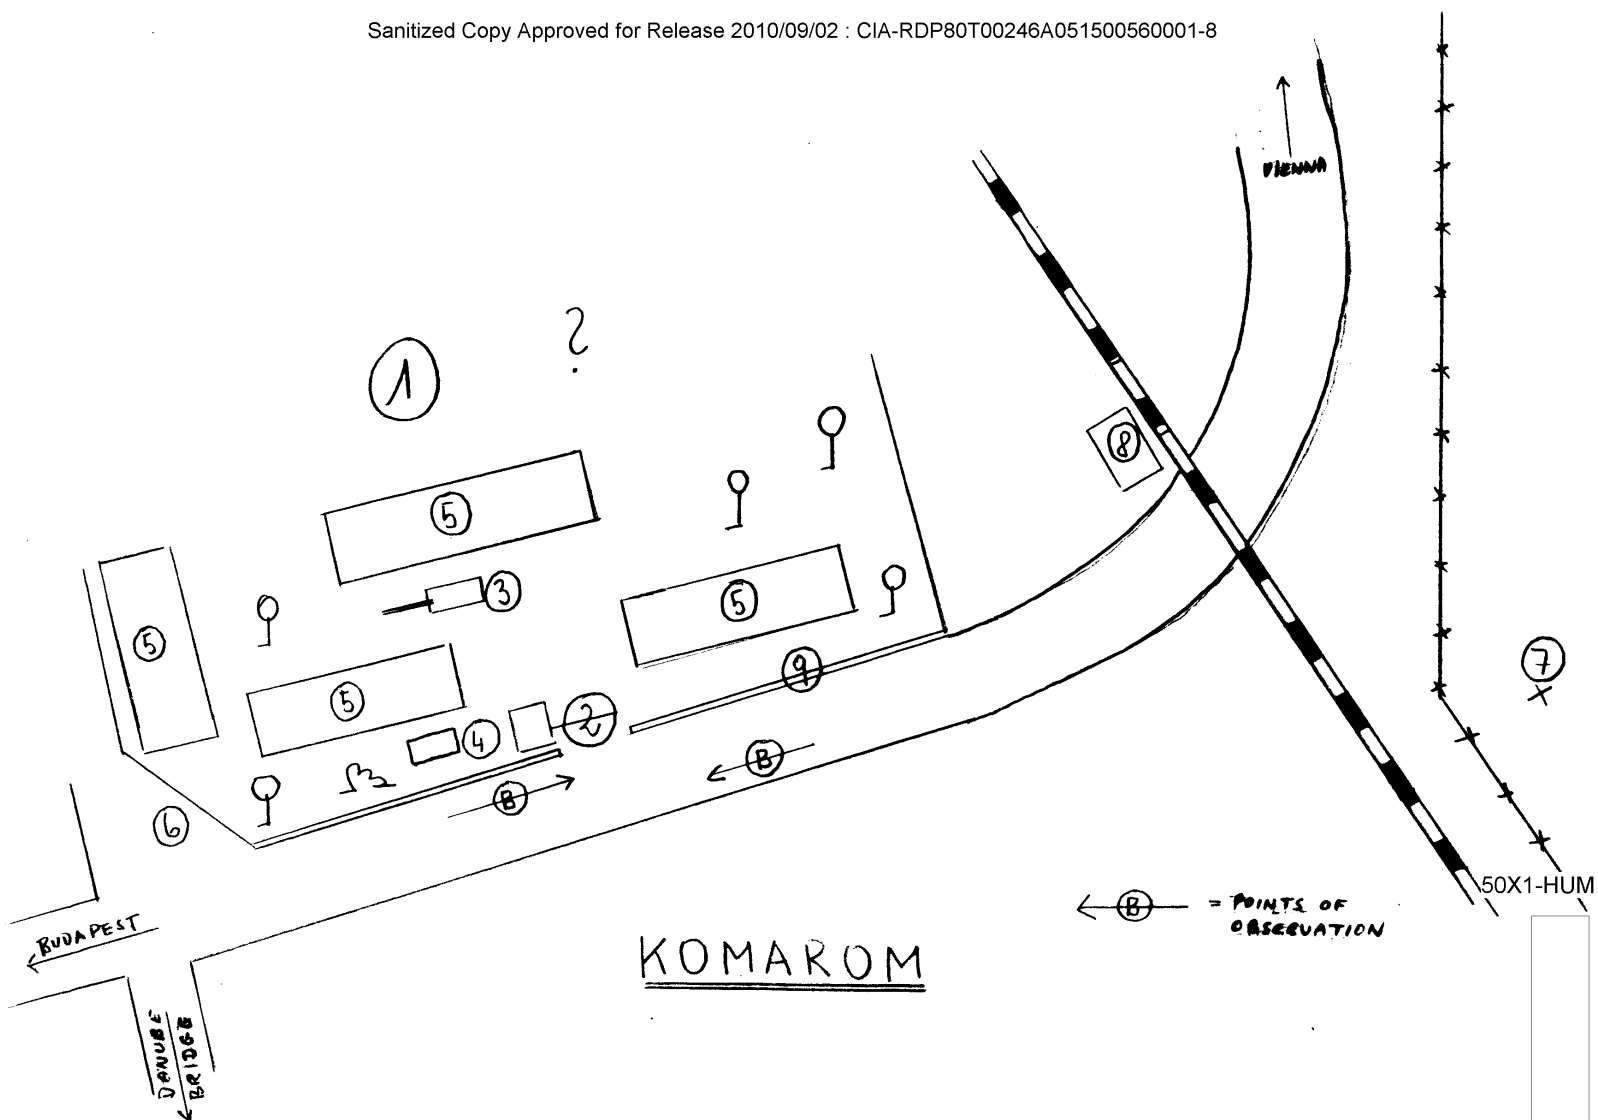 Sanitized Copy Approved for Release 2010/09/02 : CIA-RDP80T00246A051500560001-8
VIENNA
?
1
8
5
5
3
5
5
7
9
2
4
B
B
6
50X1-HUM
B = POINTS OF
OBSERVATION
BUDAPEST
KOMAROM
DANUBE
BRIDGE